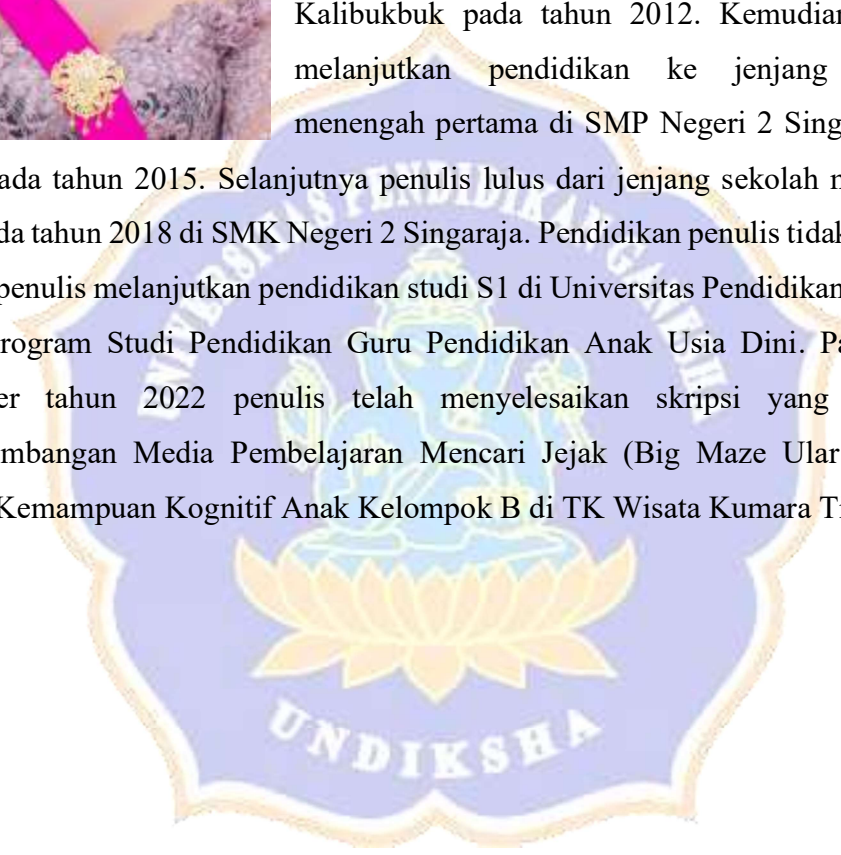 Kalibukbuk pada tahun 2012. Kemudian
melanjutkan pendidikan ke jenjang
menengah pertama di SMP Negeri 2 Sing
ada tahun 2015. Selanjutnya penulis lulus dari jenjang sekolah
da tahun 2018 di SMK Negeri 2 Singaraja. Pendidikan penulis tidak
penulis melanjutkan pendidikan studi S1 di Universitas Pendidikan
rogram Studi Pendidikan Guru Pendidikan Anak Usia Dini. Pa
er tahun 2022 penulis telah menyelesaikan skripsi yang
mbangan Media Pembelajaran Mencari Jejak (Big Maze Ular
Kemampuan Kognitif Anak Kelompok B di TK Wisata Kumara T
UNIVERSITAS PENDIDIKAN GANESHA
UNDIKSHA